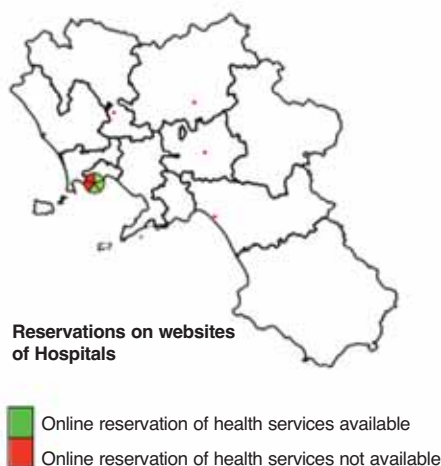 Reservations on websites
of Hospitals
Online reservation of health services available
Online reservation of health services not available